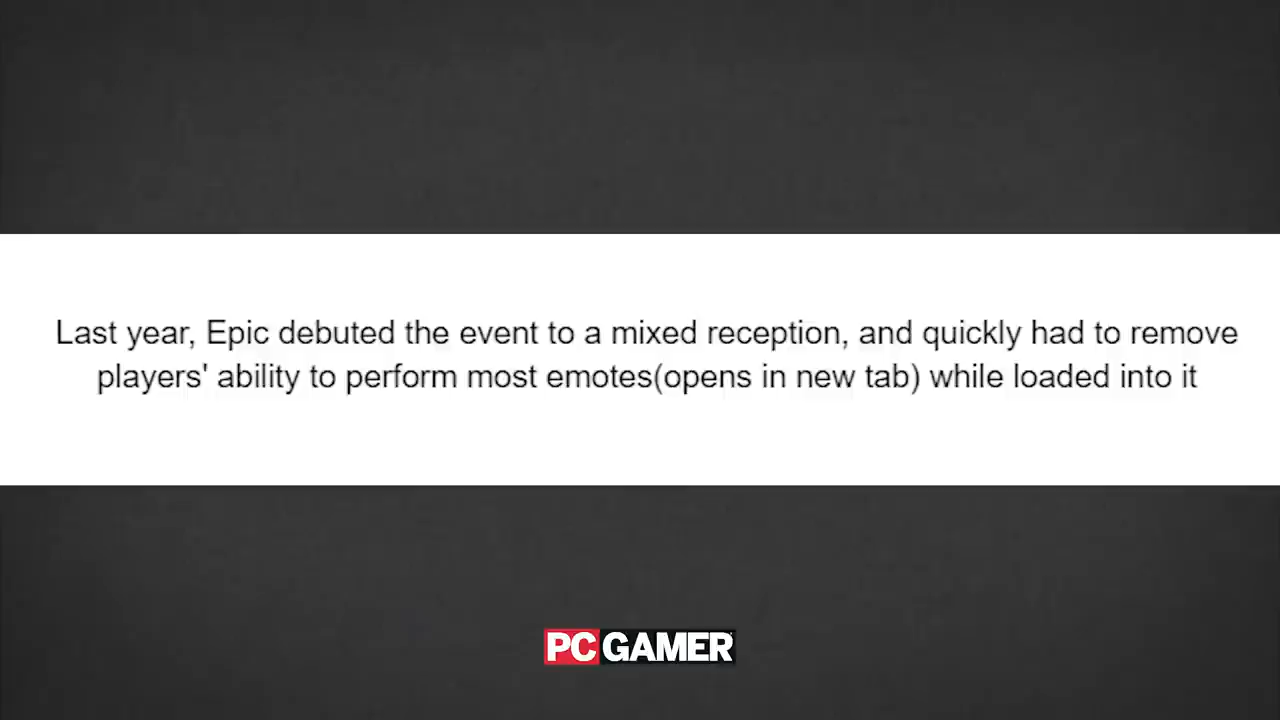 Last year, Epic debuted the event to a mixed reception, and quickly had to remove
players' ability to perform most emotes(opens in new tab) while loaded into it
PC GAMER